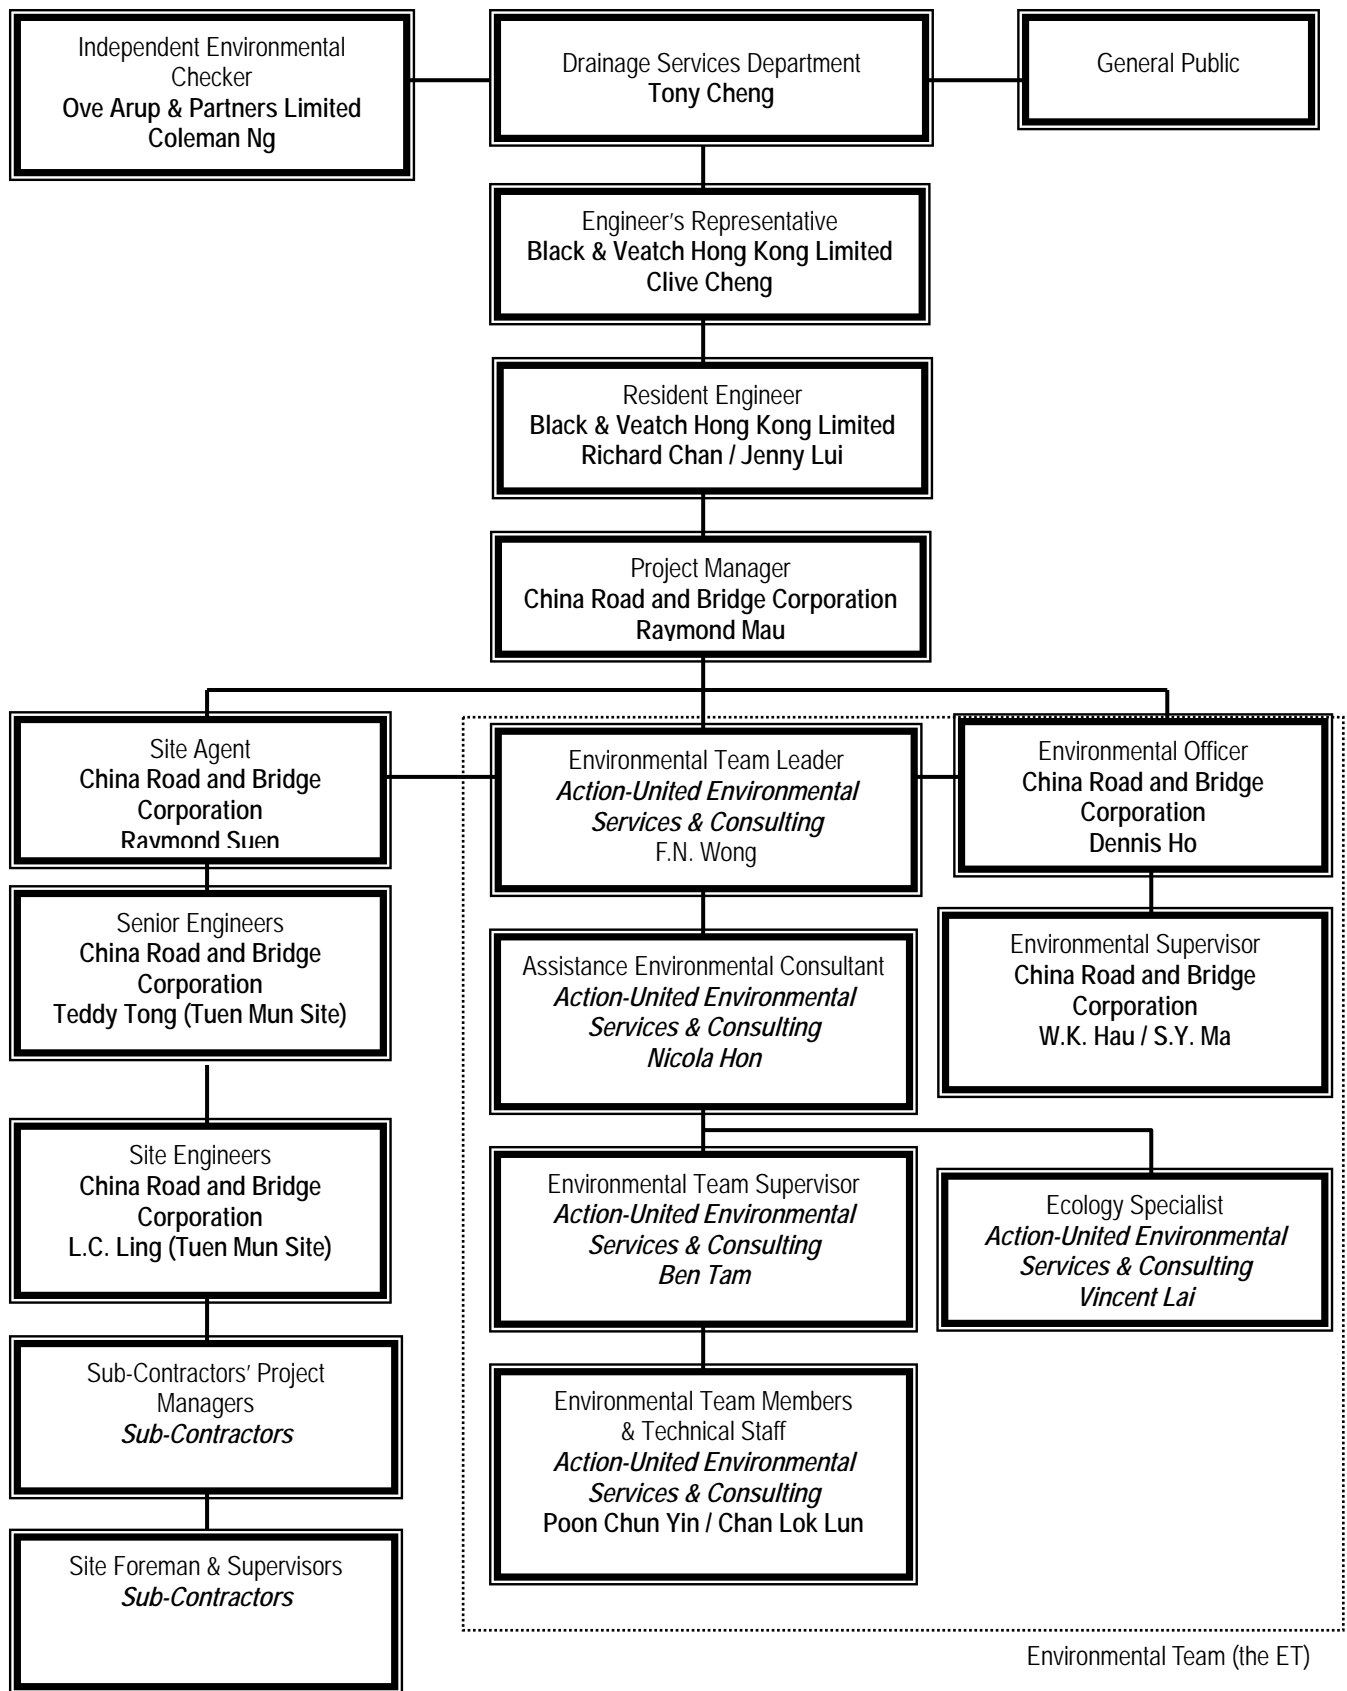 Independent Environmental
Checker
Ove Arup & Partners Limited
Coleman Ng
Drainage Services Department
Tony Cheng
General Public
Engineer's Representative
Black & Veatch Hong Kong Limited
Clive Cheng
Resident Engineer
Black & Veatch Hong Kong Limited
Richard Chan / Jenny Lui
Project Manager
China Road and Bridge Corporation
Raymond Mau
Site Agent
China Road and Bridge
Corporation
Raymond Suen
Environmental Team Leader
Action-United Environmental
Services & Consulting
F.N. Wong
Environmental Officer
China Road and Bridge
Corporation
Dennis Ho
Senior Engineers
China Road and Bridge
Corporation
Teddy Tong (Tuen Mun Site)
Assistance Environmental Consultant
Action-United Environmental
Services & Consulting
Nicola Hon
Environmental Supervisor
China Road and Bridge
Corporation
W.K. Hau / S.Y. Ma
Site Engineers
China Road and Bridge
Corporation
L.C. Ling (Tuen Mun Site)
Environmental Team Supervisor
Action-United Environmental
Services & Consulting
Ben Tam
Ecology Specialist
Action-United Environmental
Services & Consulting
Vincent Lai
Sub-Contractors' Project
Managers
Sub-Contractors
Environmental Team Members
& Technical Staff
Action-United Environmental
Services & Consulting
Poon Chun Yin / Chan Lok Lun
Site Foreman & Supervisors
Sub-Contractors
Environmental Team (the ET)